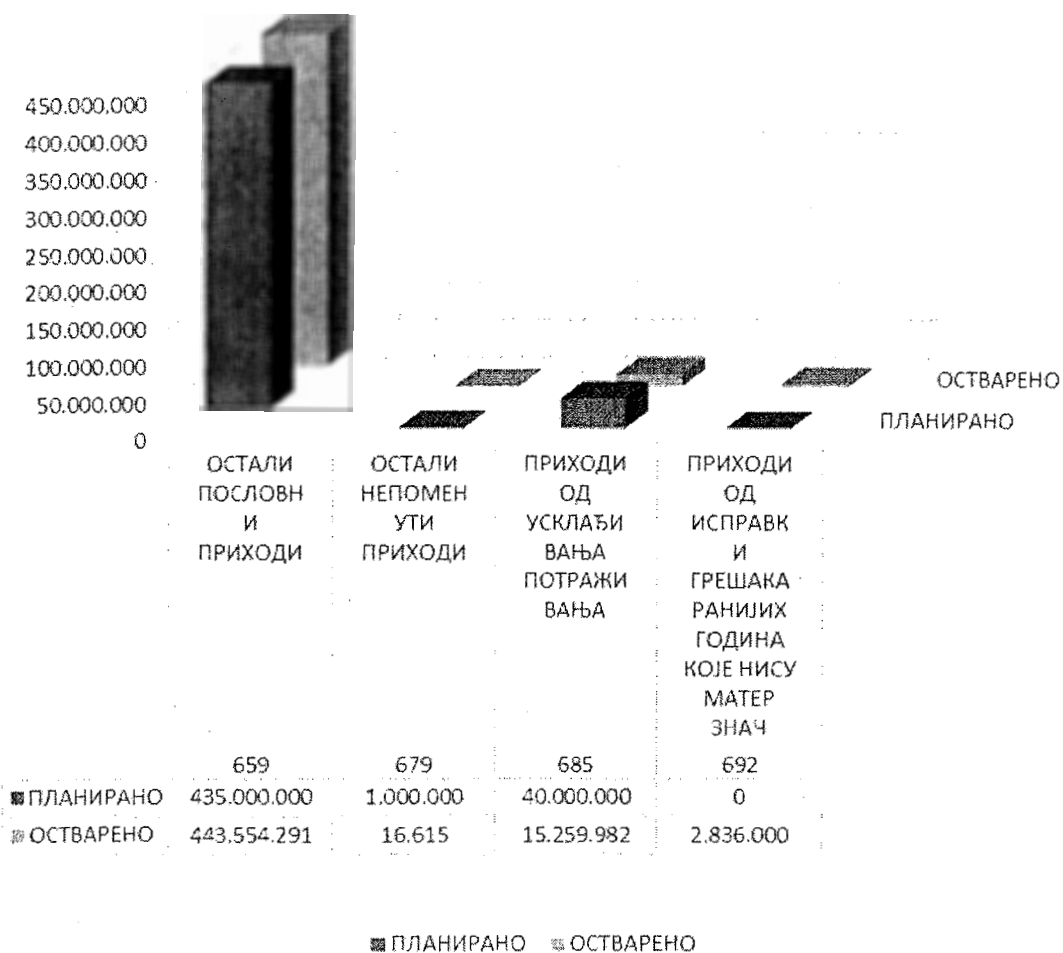 450.000.000
400.000.000
350.000.000
300.000.000
250.000.000
200.000.000
150.000.000
100.000.000
50.000.000
0
ОСТВАРЕНО
ПЛАНИРАНО
ОСТАЛИ
ПОСЛОВН
И
ПРИХОДИ
659
ОСТАЛИ
НЕПОМЕН
УТИ
ПРИХОДИ
679
ПРИХОДИ
ОД
УСКЛАЂИ
ВАЊА
ПОТРАЖИ
ВАЊА
685
ПРИХОДИ
ОД
ИСПРАВК
И
ГРЕШАКА
РАНИЈИХ
ГОДИНА
КОЈЕ НИСУ
МАТЕР
ЗНАЧ
692
ПЛАНИРАНО 435.000.000 1.000.000 40.000.000 0
ОСТВАРЕНО 443.554.291 16.615 15.259.982 2.836.000
ПЛАНИРАНО ОСТВАРЕНО